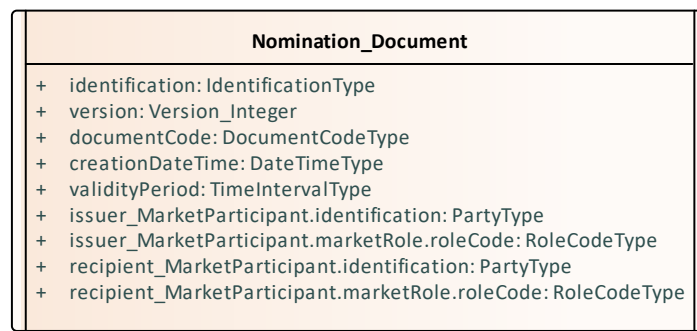 Nomination_Document
+ identification: IdentificationType
+ version: Version_Integer
+ documentCode: DocumentCodeType
+ creationDateTime: DateTimeType
+ validityPeriod: TimeIntervalType
+ issuer_MarketParticipant.identification: PartyType
+ issuer_MarketParticipant.marketRole.roleCode: RoleCodeType
+ recipient_MarketParticipant.identification: PartyType
+ recipient_MarketParticipant.marketRole.roleCode: RoleCodeType